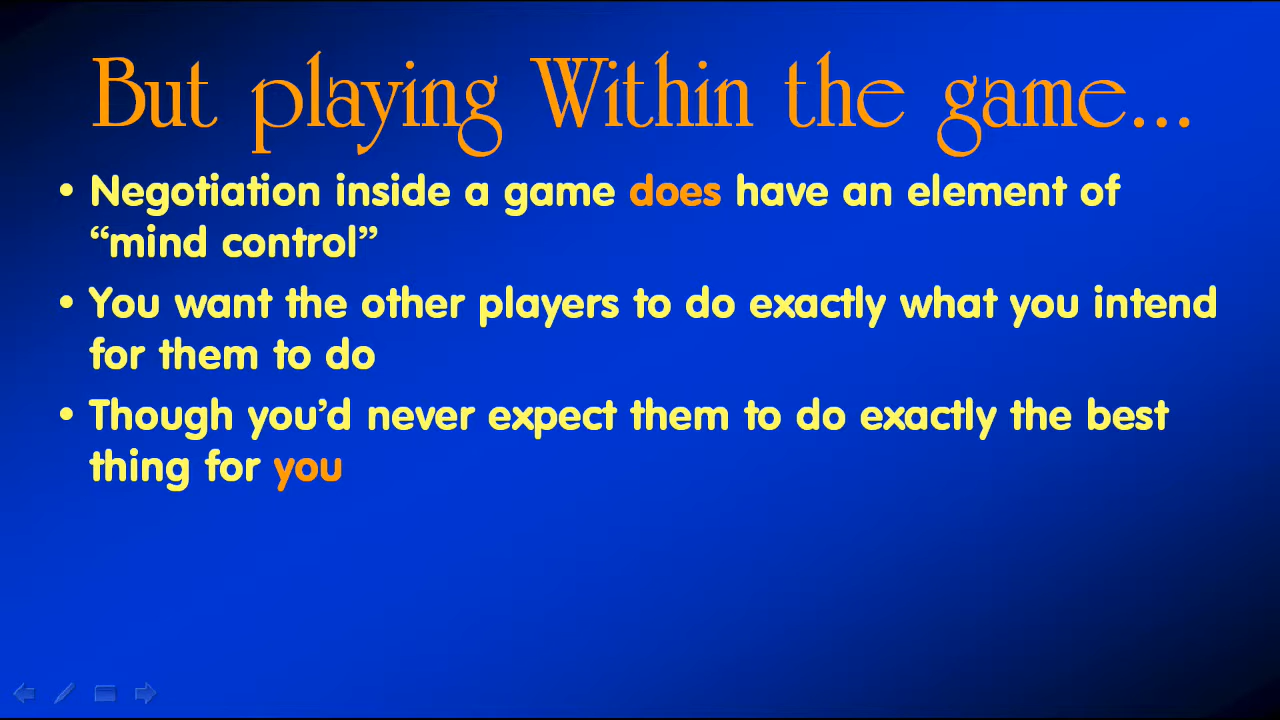 But playing Within the game...
• Negotiation inside a game does have an element of
“mind control”
• You want the other players to do exactly what you intend
for them to do
• Though you’d never expect them to do exactly the best
thing for you